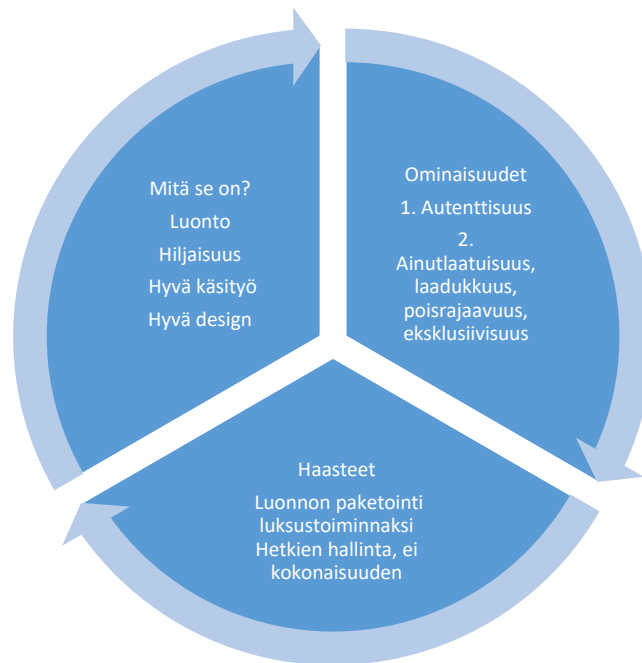 Mitä se on?
Luonto
Hiljaisuus
Hyvä käsityö
Hyvä design
Ominaisuudet
1. Autenttisuus
2.
Ainutlaatuisuus,
laadukkuus,
poisrajaavuus,
eksklusiivisuus
Haasteet
Luonnon paketointi
luksustoiminnaksi
Hetkien hallinta, ei
kokonaisuuden